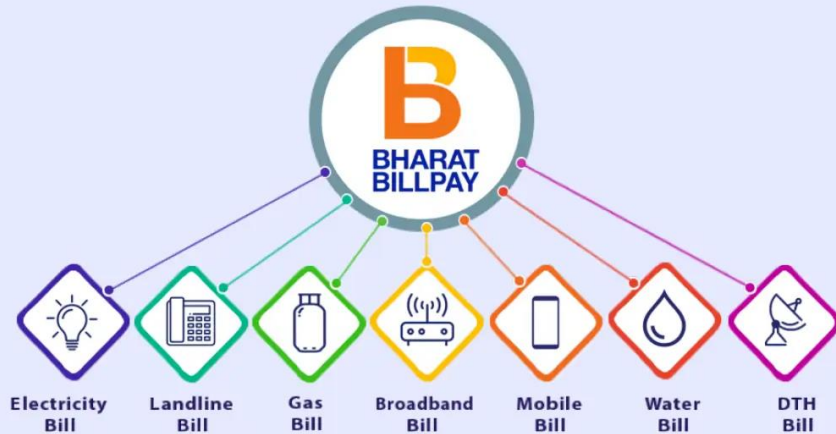 BHARAT
BILLPAY
Electricity
Bill
Landline
Bill
Gas
Bill
Broadband
Bill
Mobile
Bill
Water
Bill
DTH
Bill